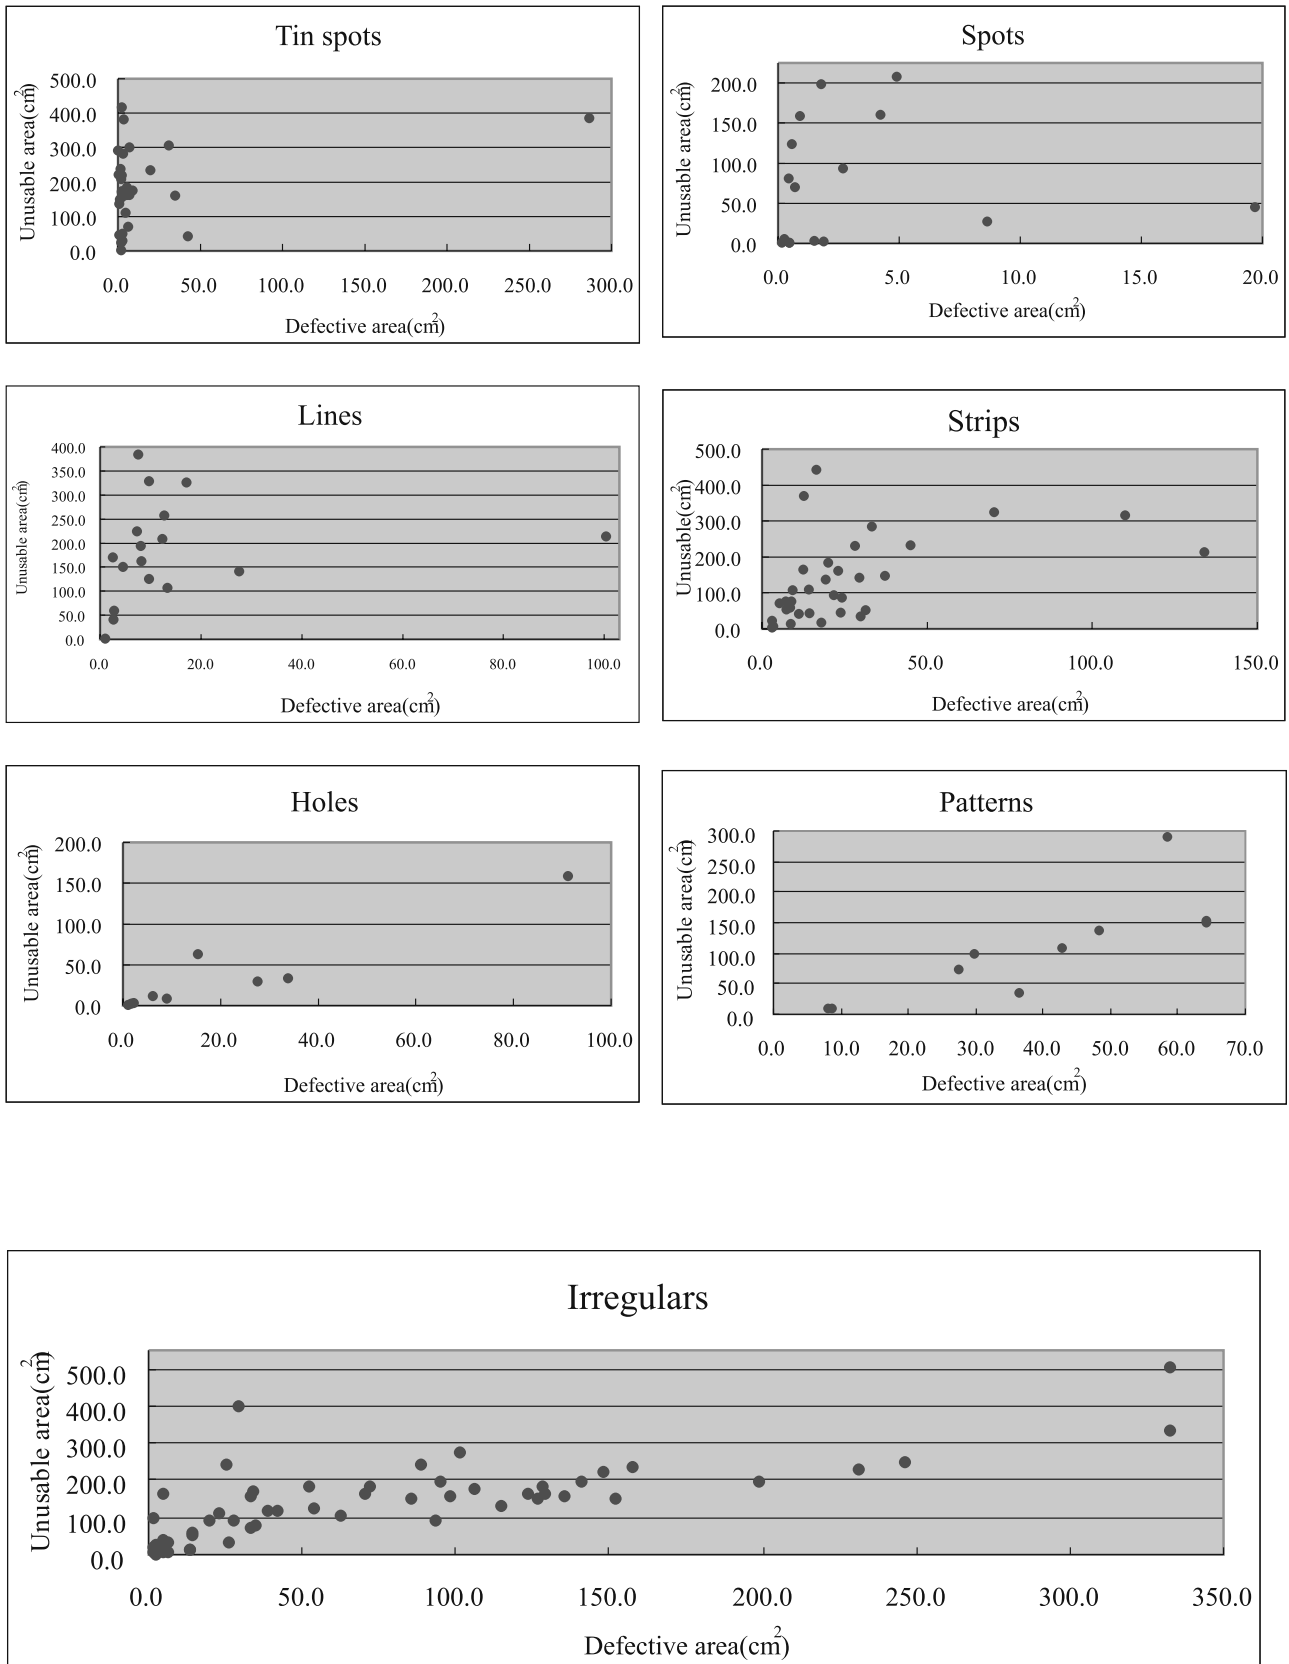 Tin spots
Unusable area(cm²)
500.0
400.0
300.0
200.0
100.0
0.0
0.0 50.0 100.0 150.0 200.0 250.0 300.0
Defective area(cm²)
Spots
Unusable area(cm²)
200.0
150.0
100.0
50.0
0.0
0.0 5.0 10.0 15.0 20.0
Defective area(cm²)
Lines
Unusable area(cm²)
400.0
350.0
300.0
250.0
200.0
150.0
100.0
50.0
0.0
0.0 20.0 40.0 60.0 80.0 100.0
Defective area(cm²)
Strips
Unusable(cm²)
500.0
400.0
300.0
200.0
100.0
0.0
0.0 50.0 100.0 150.0
Defective area(cm²)
Holes
Unusable area(cm²)
200.0
150.0
100.0
50.0
0.0
0.0 20.0 40.0 60.0 80.0 100.0
Defective area(cm²)
Patterns
Unusable area(cm²)
300.0
250.0
200.0
150.0
100.0
50.0
0.0
0.0 10.0 20.0 30.0 40.0 50.0 60.0 70.0
Defective area(cm²)
Irregulars
Unusable area(cm²)
500.0
400.0
300.0
200.0
100.0
0.0
0.0 50.0 100.0 150.0 200.0 250.0 300.0 350.0
Defective area(cm²)